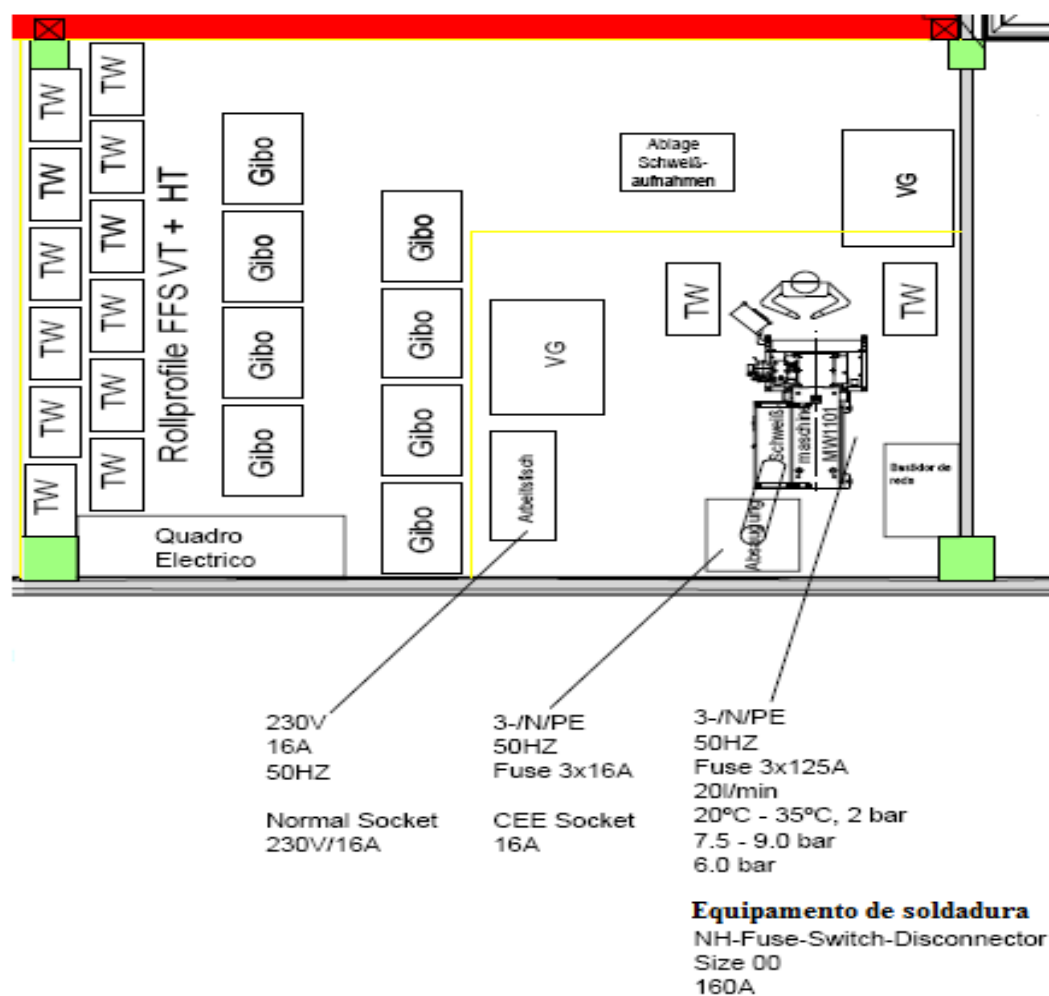 TW
TW
TW
TW
TW
TW
TW
TW
TW
TW
TW
TW
Rollprofile FFS VT + HT
Gibo
Gibo
Gibo
Gibo
Gibo
Gibo
Gibo
Gibo
Quadro
Electrico
Ablage
Schweiß-
aufnahmen
VG
VG
TW
TW
Arbeitstisch
Schweiß
maschine
MW1101
Absaugung
Bastidor de
rede
230V
16A
50HZ
Normal Socket
230V/16A
3-/N/PE
50HZ
Fuse 3x16A
CEE Socket
16A
3-/N/PE
50HZ
Fuse 3x125A
20l/min
20ºC - 35ºC, 2 bar
7.5 - 9.0 bar
6.0 bar
Equipamento de soldadura
NH-Fuse-Switch-Disconnector
Size 00
160A